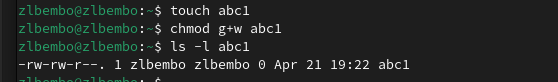 zlbembo@zlbembo:~$ touch abc1
zlbembo@zlbembo:~$ chmod g+w abc1
zlbembo@zlbembo:~$ ls -l abc1
-rw-rw-r--. 1 zlbembo zlbembo 0 Apr 21 19:22 abc1